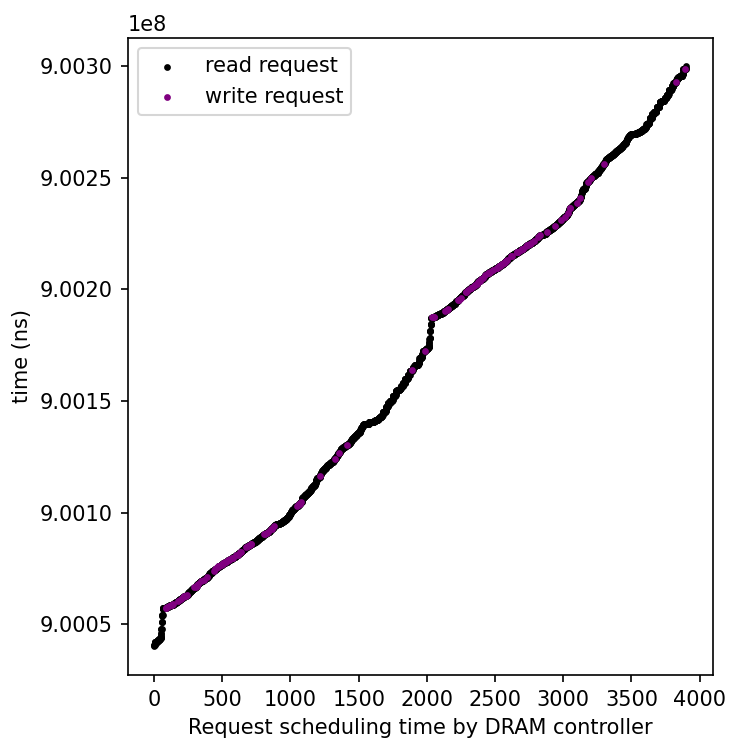 1e8
read request
write request
9.0030
9.0025
9.0020
9.0015
9.0010
9.0005
time (ns)
0 500 1000 1500 2000 2500 3000 3500 4000
Request scheduling time by DRAM controller